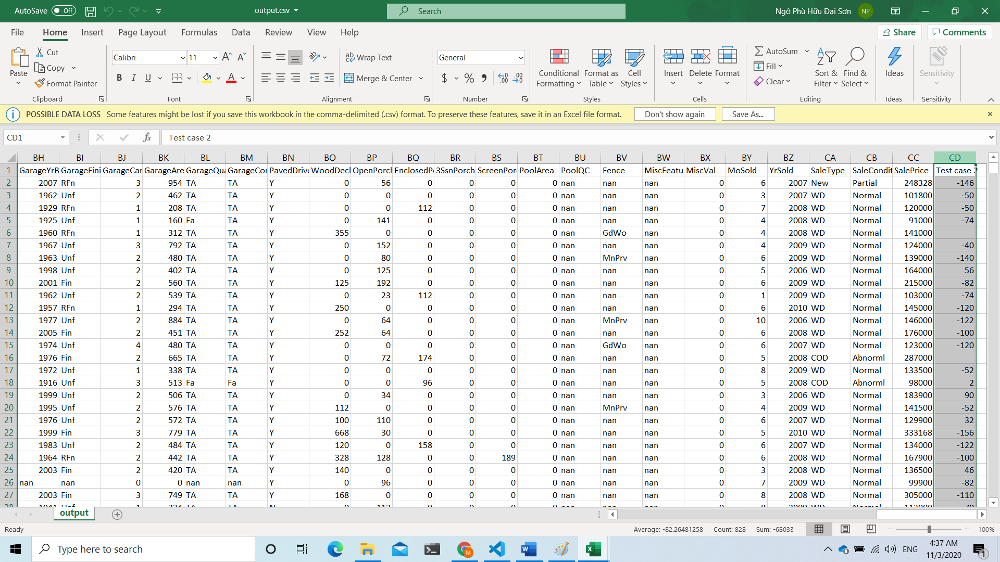 AutoSave Off output.csv Search Ngô Phù Hữu Đại Sơn NP
File Home Insert Page Layout Formulas Data Review View Help Share Comments
Paste Cut Copy Format Painter Clipboard
Calibri 11 B I U A Font
Wrap Text Merge & Center Alignment
General $ % Number
Conditional Formatting Format as Table Cell Styles Styles
Insert Delete Format Cells
AutoSum Fill Clear Sort & Filter Find & Select Editing
Ideas Ideas
Sensitivity Sensitivity
POSSIBLE DATA LOSS Some features might be lost if you save this workbook in the comma-delimited (.csv) format. To preserve these features, save it in an Excel file format. Don't show again Save As...
CD1 fx Test case 2
BH BI BJ BK BL BM BN BO BP BQ BR BS BT BU BV BW BX BY BZ CA CB CC CD
1 GarageYrB GarageFini GarageCar GarageAre GarageQua GarageCor PavedDrive WoodDecl OpenPorch EnclosedPo 3SsnPorch ScreenPorc PoolArea PoolQC Fence MiscFeatu MiscVal MoSold YrSold SaleType SaleCondit SalePrice Test case 2
2 2007 RFn 3 954 TA TA Y 0 56 0 0 0 0 nan nan nan 0 6 2007 New Partial 248328 -146
3 1962 Unf 2 462 TA TA Y 0 0 0 0 0 0 nan nan nan 0 3 2007 WD Normal 101800 -50
4 1929 RFn 1 208 TA TA Y 0 0 112 0 0 0 nan nan nan 0 7 2008 WD Normal 120000 -50
5 1925 Unf 1 160 Fa TA Y 0 141 0 0 0 0 nan nan nan 0 4 2008 WD Normal 91000 -74
6 1960 RFn 1 312 TA TA Y 355 0 0 0 0 0 nan GdWo nan 0 4 2008 WD Normal 141000
7 1967 Unf 3 792 TA TA Y 0 152 0 0 0 0 nan nan nan 0 4 2009 WD Normal 124000 -40
8 1963 Unf 2 480 TA TA Y 0 80 0 0 0 0 nan MnPrv nan 0 6 2009 WD Normal 139000 -140
9 1998 Unf 2 402 TA TA Y 0 125 0 0 0 0 nan nan nan 0 5 2006 WD Normal 164000 56
10 2001 Fin 2 560 TA TA Y 125 192 0 0 0 0 nan nan nan 0 6 2009 WD Normal 215000 -82
11 1962 Unf 2 539 TA TA Y 0 23 112 0 0 0 nan nan nan 0 1 2009 WD Normal 103000 -74
12 1957 RFn 1 294 TA TA Y 250 0 0 0 0 0 nan nan nan 0 6 2010 WD Normal 145000 -120
13 1977 Unf 2 884 TA TA Y 0 64 0 0 0 0 nan MnPrv nan 0 10 2006 WD Normal 146000 -122
14 2005 Fin 2 451 TA TA Y 252 64 0 0 0 0 nan nan nan 0 6 2008 WD Normal 176000 -100
15 1974 Unf 4 480 TA TA Y 0 0 0 0 0 0 nan GdWo nan 0 6 2007 WD Normal 123000 -120
16 1976 Fin 2 665 TA TA Y 0 72 174 0 0 0 nan nan nan 0 5 2008 COD Abnorml 287000
17 1972 Unf 1 338 TA TA Y 0 0 0 0 0 0 nan nan nan 0 8 2009 WD Normal 133500 -52
18 1916 Unf 3 513 Fa Fa Y 0 0 96 0 0 0 nan nan nan 0 5 2008 COD Abnorml 98000 2
19 1999 Unf 2 506 TA TA Y 0 34 0 0 0 0 nan nan nan 0 3 2006 WD Normal 183900 90
20 1995 Unf 2 576 TA TA Y 112 0 0 0 0 0 nan MnPrv nan 0 4 2009 WD Normal 141500 -52
21 1976 Unf 2 572 TA TA Y 100 110 0 0 0 0 nan nan nan 0 6 2007 WD Normal 129900 32
22 1999 Fin 3 779 TA TA Y 668 30 0 0 0 0 nan nan nan 0 5 2010 WD Normal 333168 -156
23 1983 Unf 2 484 TA TA Y 120 0 158 0 0 0 nan nan nan 0 6 2007 WD Normal 134000 -122
24 1964 RFn 2 442 TA TA Y 328 128 0 0 189 0 nan nan nan 0 6 2008 WD Normal 167900 -100
25 2003 Fin 2 420 TA TA Y 140 0 0 0 0 0 nan nan nan 0 3 2008 WD Normal 136500 46
26 nan nan 0 0 nan nan Y 0 96 0 0 0 0 nan nan nan 0 7 2009 WD Normal 99900 -82
27 2003 Fin 3 749 TA TA Y 168 0 0 0 0 0 nan nan nan 0 8 2008 WD Normal 305000 -110
output
Ready Average: -82.26481258 Count: 828 Sum: -68033 100%
Type here to search ENG 4:37 AM
11/3/2020 1